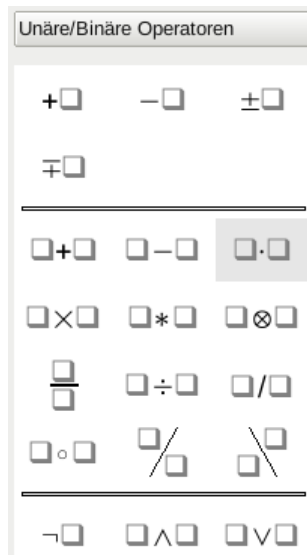 Unäre/Binäre Operatoren
+❏ −❏ ±❏
∓❏
❏+❏ ❏−❏ ❏·❏
❏×❏ ❏*❏ ❏⊗❏
❏/❏ ❏÷❏ ❏/❏
❏∘❏ ❏/❏ ❏\❏
¬❏ ❏∧❏ ❏∨❏